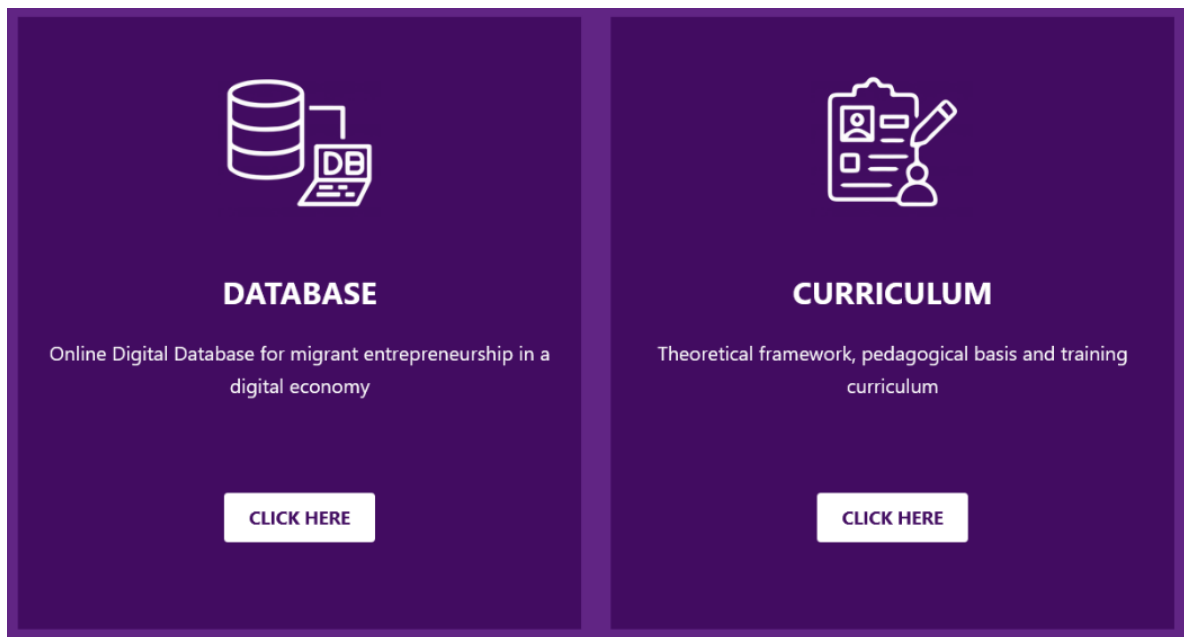 DB
DATABASE
Online Digital Database for migrant entrepreneurship in a
digital economy
CLICK HERE
CURRICULUM
Theoretical framework, pedagogical basis and training
curriculum
CLICK HERE